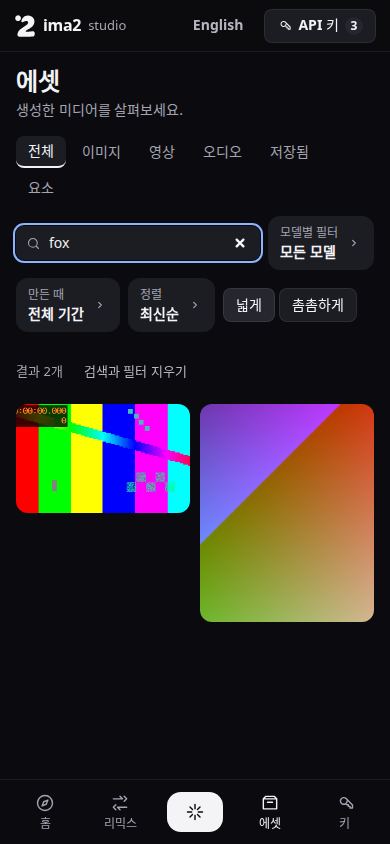 ima2 studio English API 키 3
에셋
생성한 미디어를 살펴보세요.
전체 이미지 영상 오디오 저장됨
요소
fox
모델별 필터
모든 모델
만든 때
전체 기간
정렬
최신순
넓게 촘촘하게
결과 2개 검색과 필터 지우기
:00:00.000
0
홈 리믹스 에셋 키